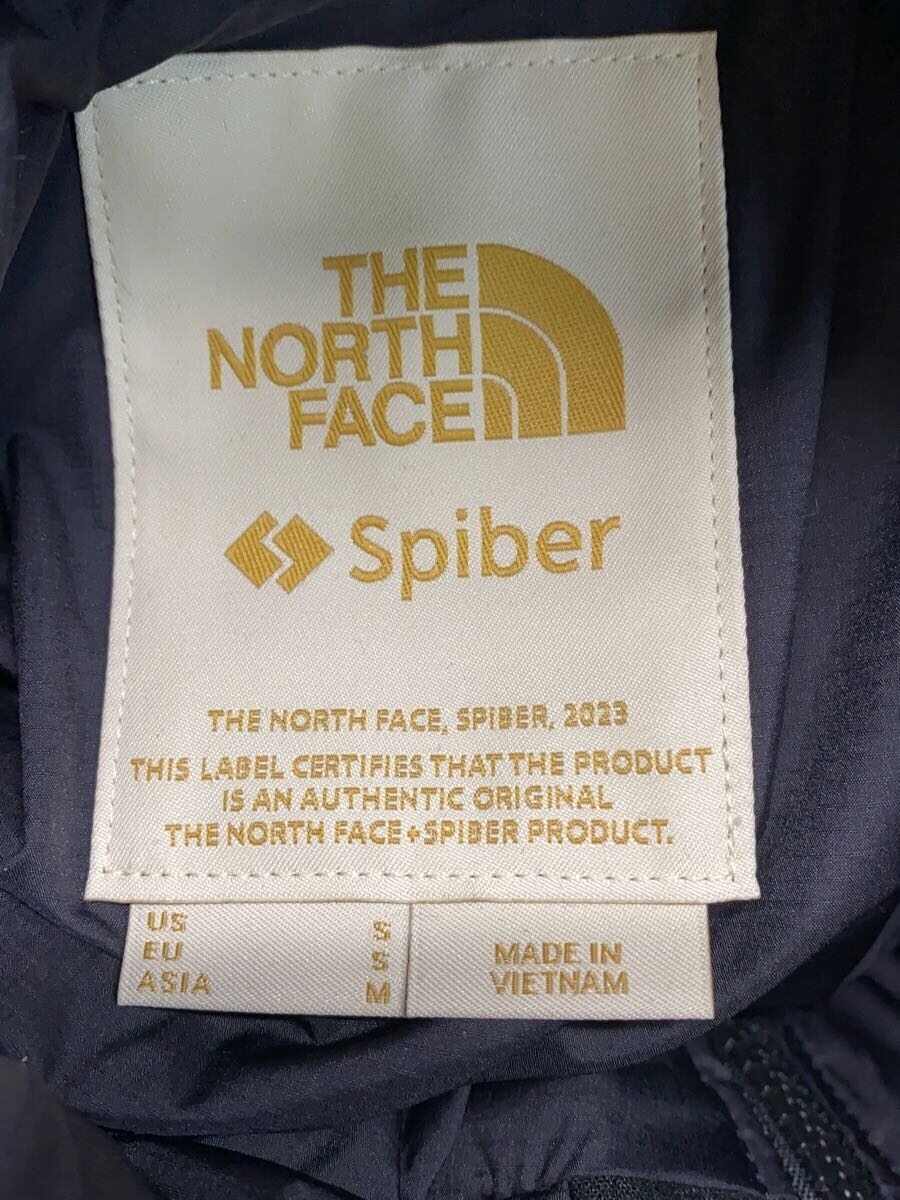 THE
NORTH
FACE
Spiber
THE NORTH FACE, SPIBER, 2023
THIS LABEL CERTIFIES THAT THE PRODUCT
IS AN AUTHENTIC ORIGINAL
THE NORTH FACE+SPIBER PRODUCT.
US S
EU S
ASIA M
MADE IN
VIETNAM